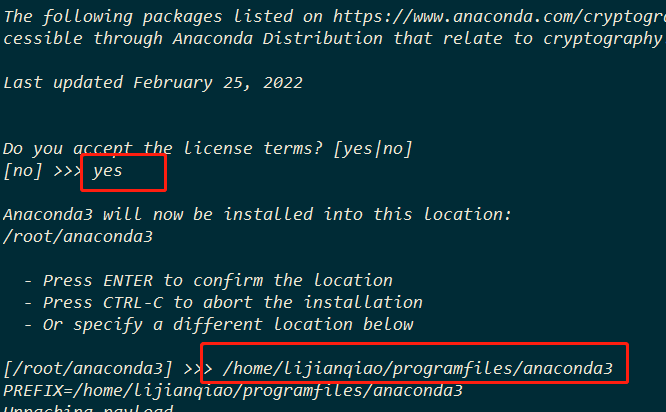 The following packages listed on https://www.anaconda.com/cryptogr
cessible through Anaconda Distribution that relate to cryptography
Last updated February 25, 2022
Do you accept the license terms? [yes|no]
[no] >>> yes
Anaconda3 will now be installed into this location:
/root/anaconda3
- Press ENTER to confirm the location
- Press CTRL-C to abort the installation
- Or specify a different location below
[/root/anaconda3] >>> /home/lijianqiao/programfiles/anaconda3
PREFIX=/home/lijianqiao/programfiles/anaconda3
Unpacking payload